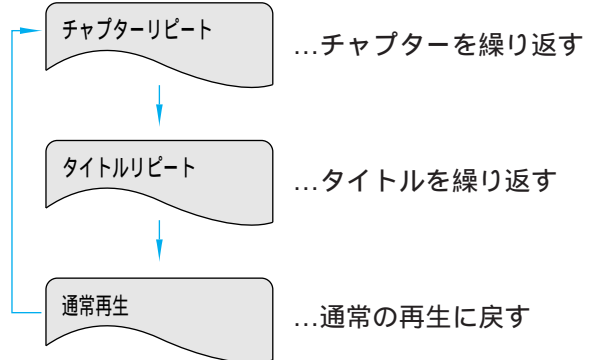 チャプターリピート
…チャプターを繰り返す
タイトルリピート
…タイトルを繰り返す
通常再生
…通常の再生に戻す